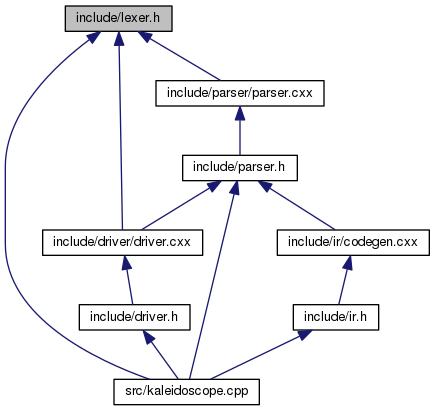 include/lexer.h
include/parser/parser.cxx
include/parser.h
include/driver/driver.cxx
include/ir/codegen.cxx
include/driver.h
include/ir.h
src/kaleidoscope.cpp